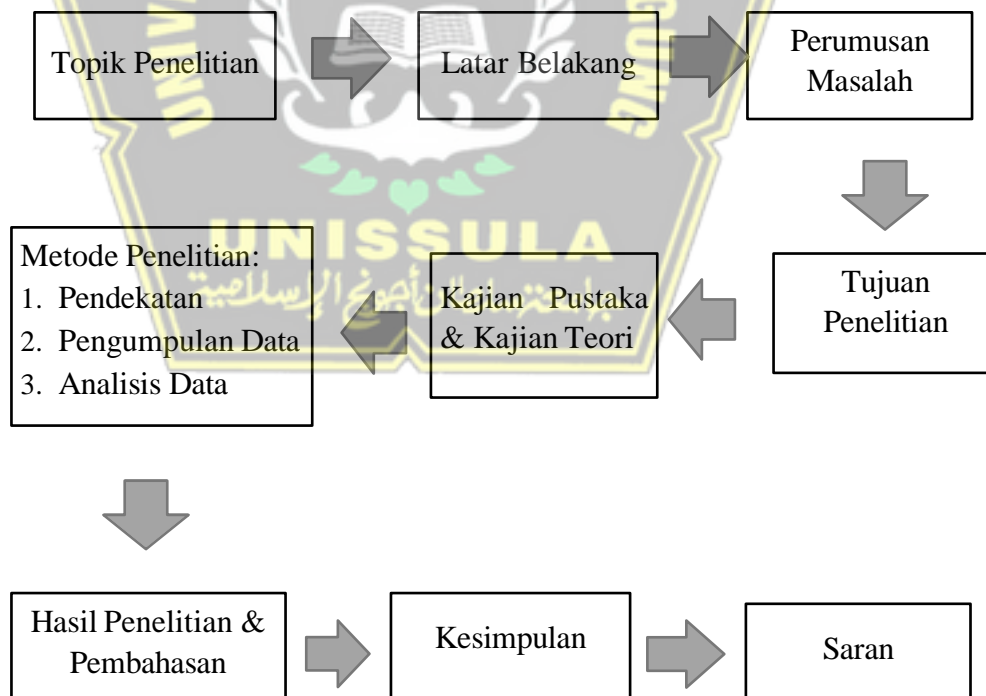 Topik Penelitian
Latar Belakang
Perumusan
Masalah
Tujuan
Penelitian
Kajian Pustaka
& Kajian Teori
Metode Penelitian:
1. Pendekatan
2. Pengumpulan Data
3. Analisis Data
Hasil Penelitian &
Pembahasan
Kesimpulan
Saran
UNISSULA